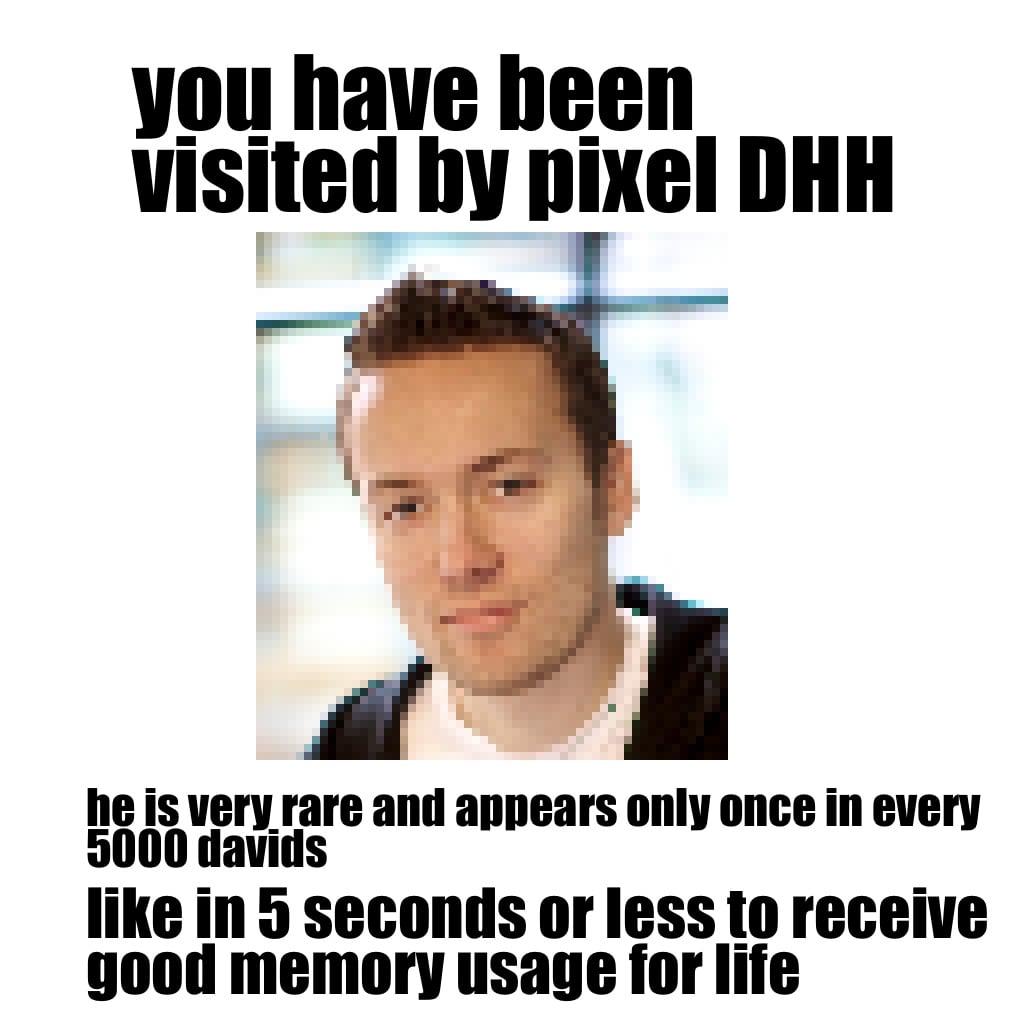 you have been
visited by pixel DHH
he is very rare and appears only once in every
5000 davids
like in 5 seconds or less to receive
good memory usage for life